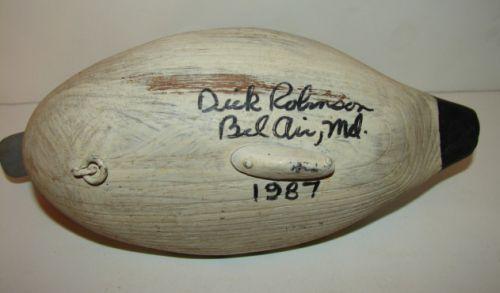 Dick Robinson
Bel Air, Md.
1987